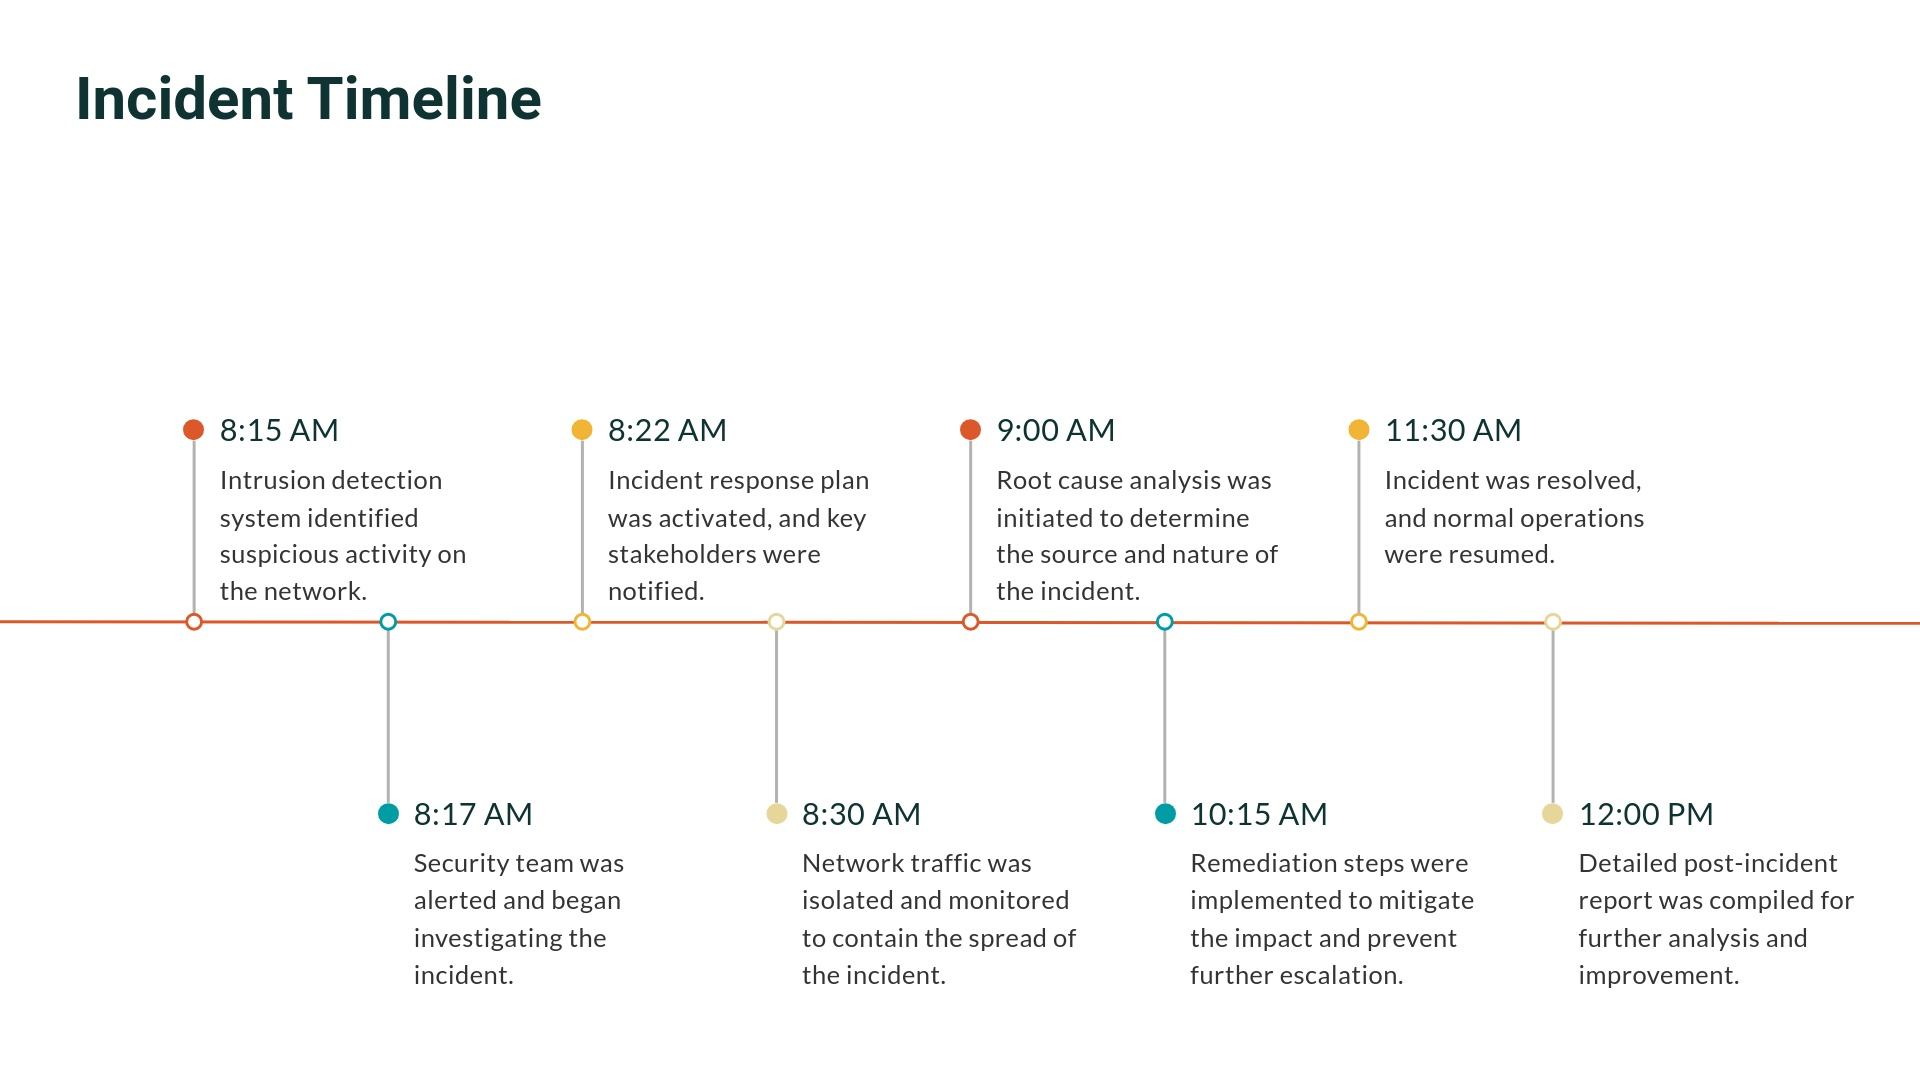 Incident Timeline
8:15 AM
Intrusion detection
system identified
suspicious activity on
the network.
8:17 AM
Security team was
alerted and began
investigating the
incident.
8:22 AM
Incident response plan
was activated, and key
stakeholders were
notified.
8:30 AM
Network traffic was
isolated and monitored
to contain the spread of
the incident.
9:00 AM
Root cause analysis was
initiated to determine
the source and nature of
the incident.
10:15 AM
Remediation steps were
implemented to mitigate
the impact and prevent
further escalation.
11:30 AM
Incident was resolved,
and normal operations
were resumed.
12:00 PM
Detailed post-incident
report was compiled for
further analysis and
improvement.